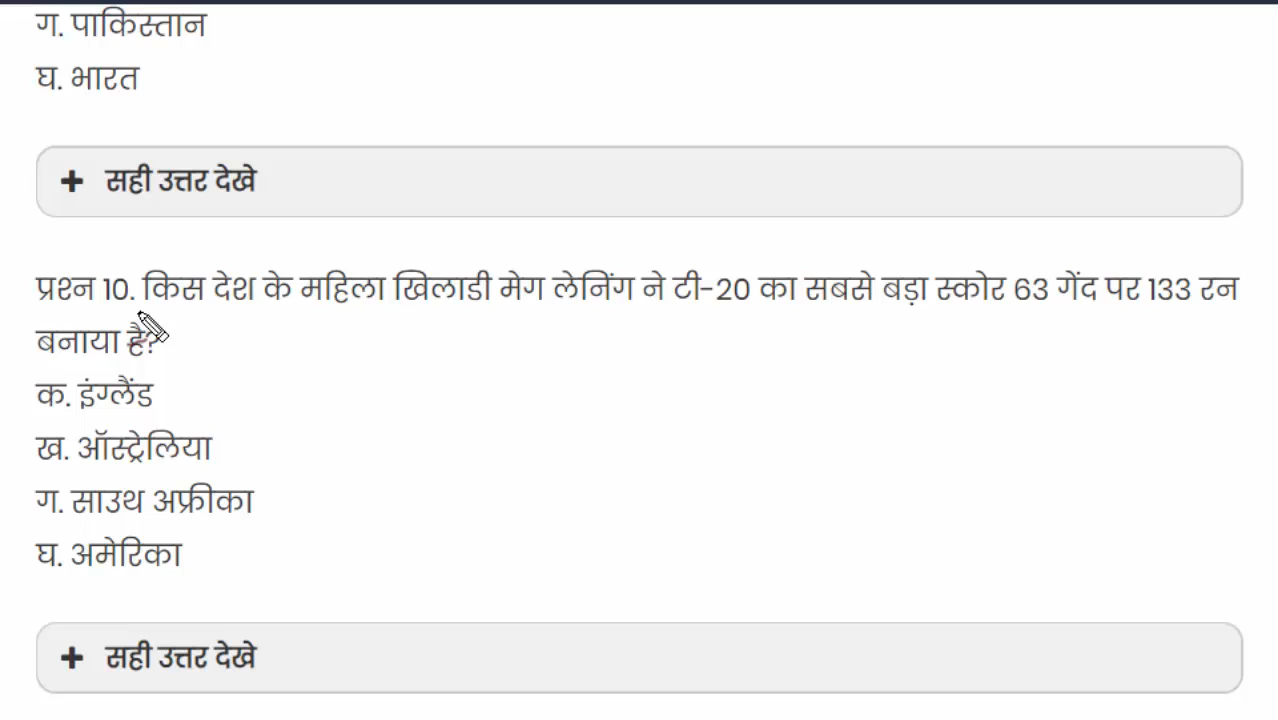 ग. पाकिस्तान
घ. भारत
+ सही उत्तर देखे
प्रश्न 10. किस देश के महिला खिलाडी मेग लेनिंग ने टी-20 का सबसे बड़ा स्कोर 63 गेंद पर 133 रन
बनाया है?
क. इंग्लैंड
ख. ऑस्ट्रेलिया
ग. साउथ अफ्रीका
घ. अमेरिका
+ सही उत्तर देखे